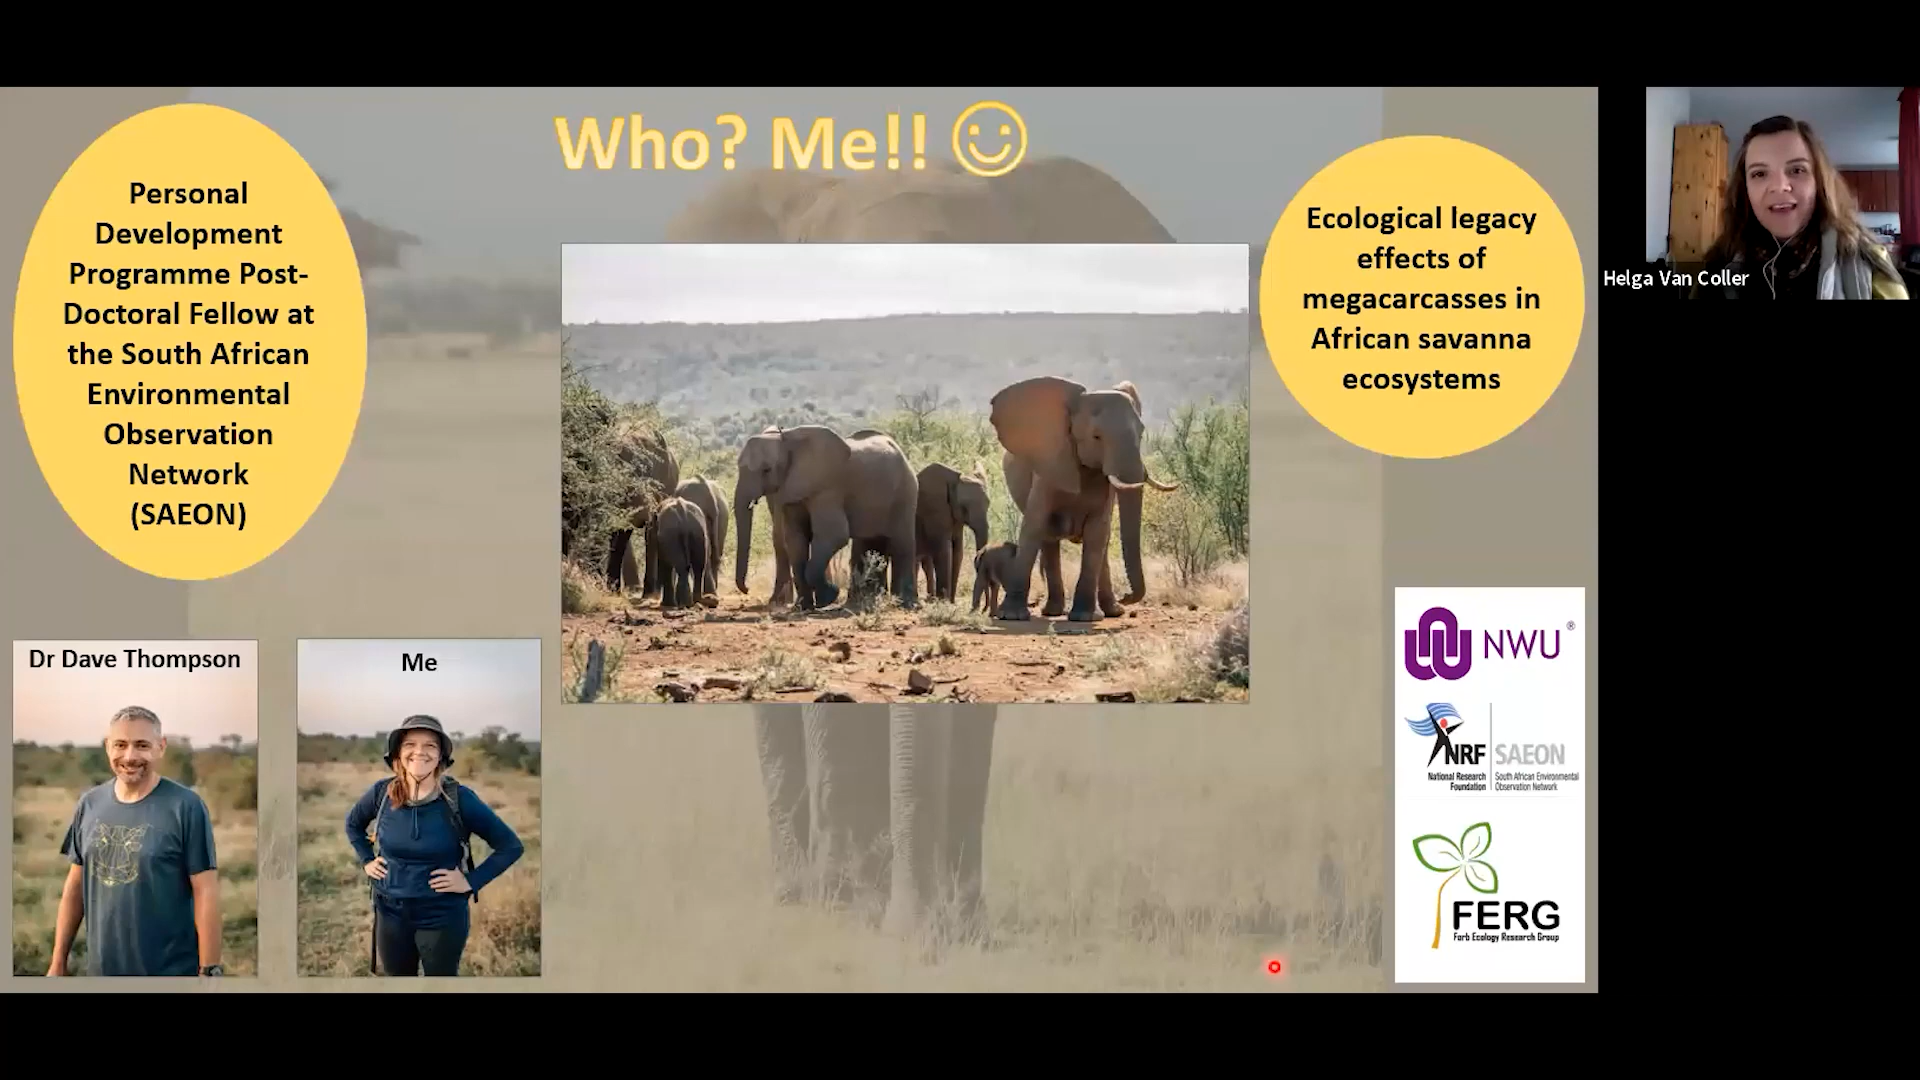 Who? Me!!
Personal
Development
Programme Post-
Doctoral Fellow at
the South African
Environmental
Observation
Network
(SAEON)
Ecological legacy
effects of
megacarcasses in
African savanna
ecosystems
Helga Van Coller
Dr Dave Thompson
Me
NWU®
NRF SAEON
National Research Foundation
South African Environmental Observation Network
FERG
Forb Ecology Research Group